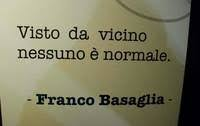 Visto da vicino
nessuno è normale.
- Franco Basaglia -